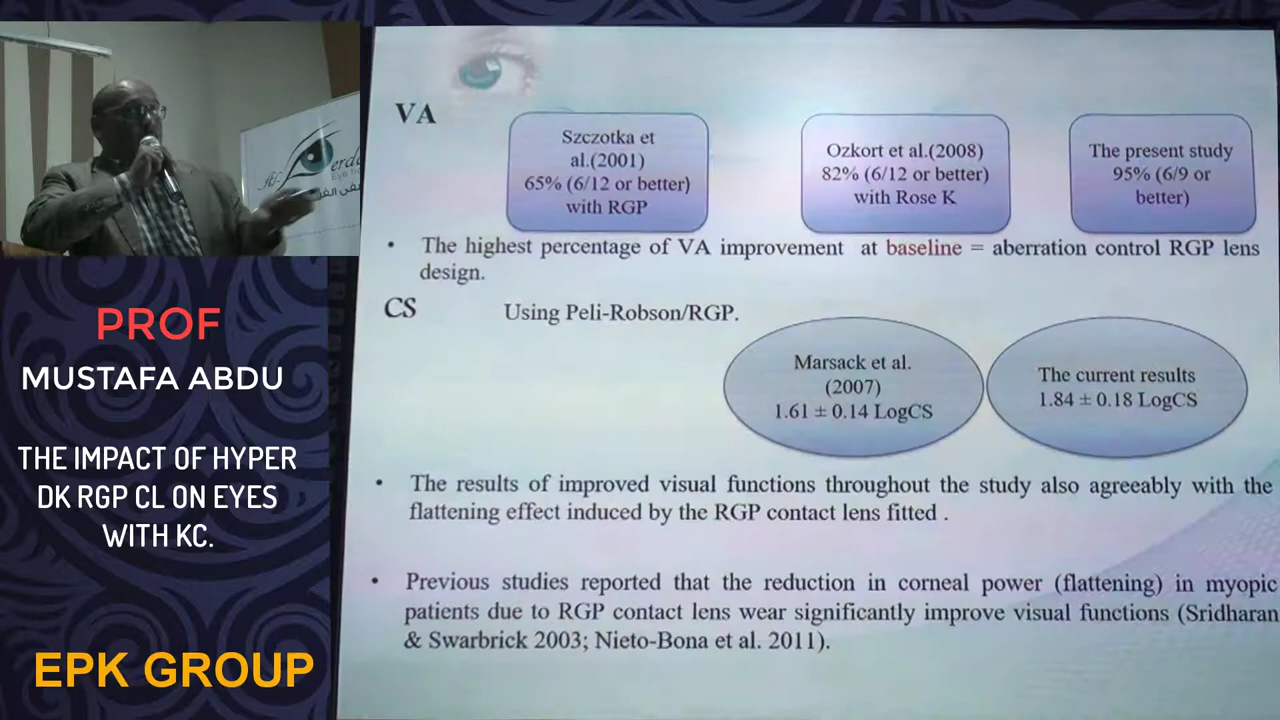 PROF
MUSTAFA ABDU
THE IMPACT OF HYPER
DK RGP CL ON EYES
WITH KC.
EPK GROUP
VA
Szczotka et
al.(2001)
65% (6/12 or better)
with RGP
Ozkort et al.(2008)
82% (6/12 or better)
with Rose K
The present study
95% (6/9 or
better)
• The highest percentage of VA improvement at baseline = aberration control RGP lens
design.
CS
Using Peli-Robson/RGP.
Marsack et al.
(2007)
1.61 ± 0.14 LogCS
The current results
1.84 ± 0.18 LogCS
• The results of improved visual functions throughout the study also agreeably with the
flattening effect induced by the RGP contact lens fitted .
• Previous studies reported that the reduction in corneal power (flattening) in myopic
patients due to RGP contact lens wear significantly improve visual functions (Sridharan
& Swarbrick 2003; Nieto-Bona et al. 2011).